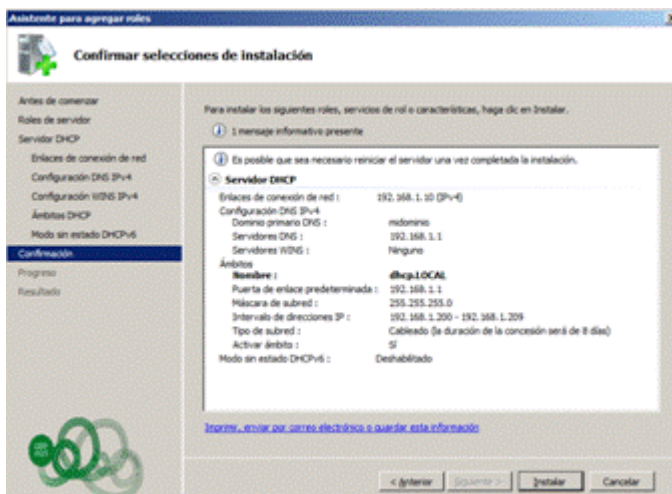 Asistente para agregar roles
Confirmar selecciones de instalación
Antes de comenzar
Roles de servidor
Servidor DHCP
Enlaces de conexión de red
Configuración DNS IPv4
Configuración WINS IPv4
Ámbitos DHCP
Modo sin estado DHCPv6
Confirmación
Progreso
Resultado
Para instalar los siguientes roles, servicios de rol o características, haga clic en Instalar.
1 mensaje informativo presente
Es posible que sea necesario reiniciar el servidor una vez completada la instalación.
Servidor DHCP
Enlaces de conexión de red : 192.168.1.10 (IPv4)
Configuración DNS IPv4
Dominio primario DNS : midominio
Servidores DNS : 192.168.1.1
Servidores WINS : Ninguno
Ámbitos
Nombre : dhcp.LOCAL
Puerta de enlace predeterminada : 192.168.1.1
Máscara de subred : 255.255.255.0
Intervalo de direcciones IP : 192.168.1.200 - 192.168.1.209
Tipo de subred : Cableado (la duración de la concesión será de 8 días)
Activar ámbito : Sí
Modo sin estado DHCPv6 : Deshabilitado
Imprimir, enviar por correo electrónico o guardar esta información
< Anterior Siguiente > Instalar Cancelar